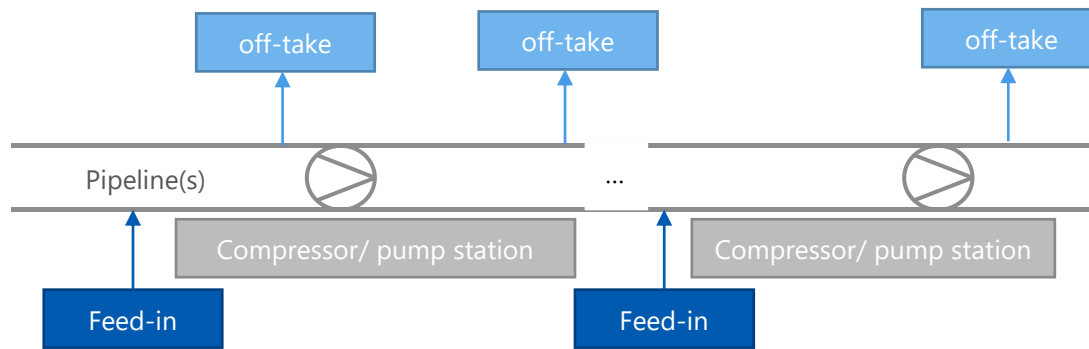 off-take
off-take
off-take
Pipeline(s)
...
Compressor/ pump station
Compressor/ pump station
Feed-in
Feed-in